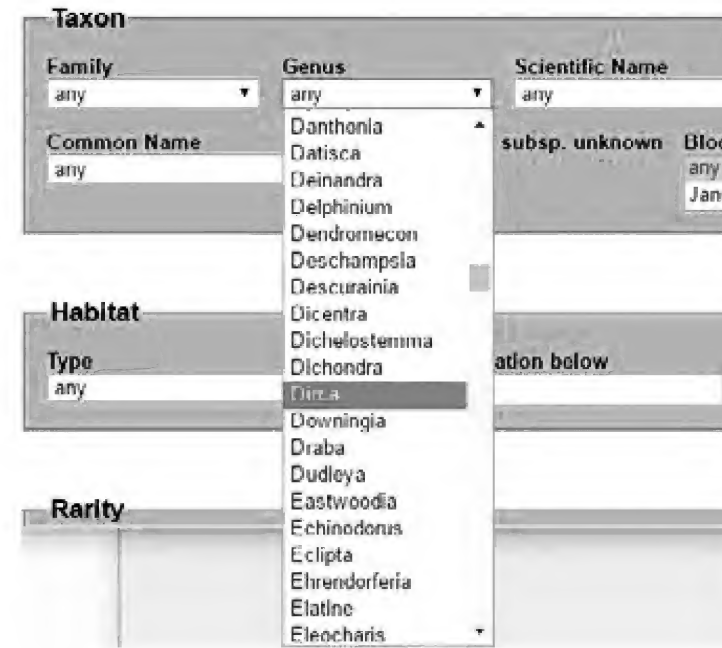 Taxon
Family Genus Scientific Name
any any any
Common Name subsp. unknown
any any
Danthonia
Datisca
Deinandra
Delphinium
Dendromecon
Deschampsia
Descurainia
Dicentra
Dichelostemma
Dichondra
Dirca
Downingia
Draba
Dudleya
Eastwoodia
Echinodorus
Eclipta
Ehrendorferia
Elatine
Eleocharis
Habitat
Type ation below
any
Rarity